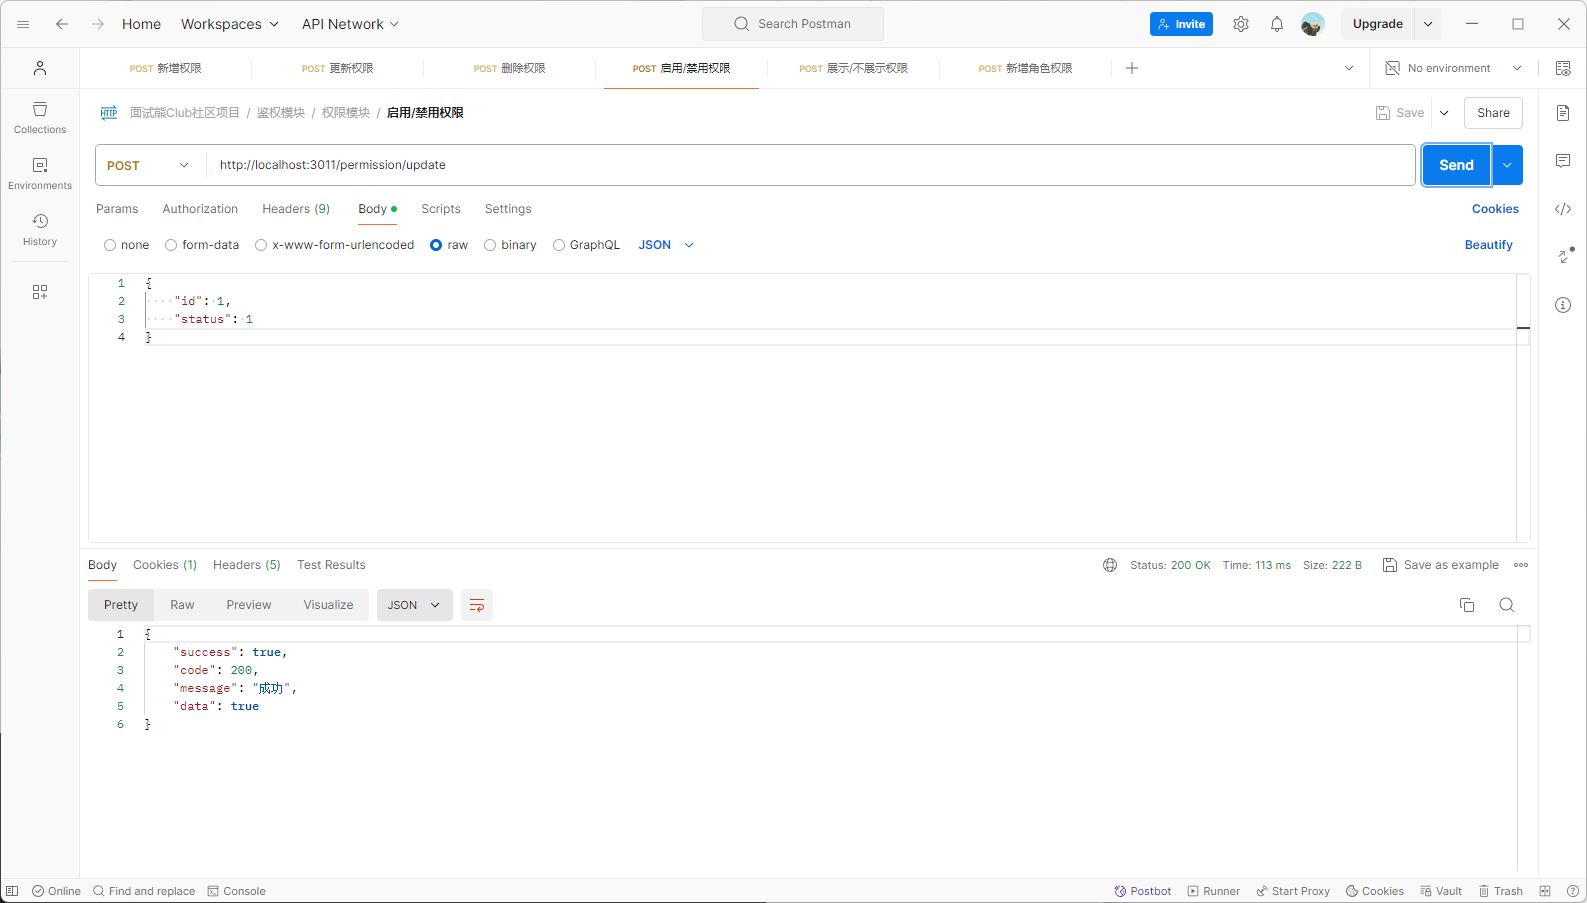 Home Workspaces API Network Search Postman Invite Upgrade
POST 新增权限 POST 更新权限 POST 删除权限 POST 启用/禁用权限 POST 展示/不展示权限 POST 新增角色权限 No environment
Collections
Environments
History
HTTP 面试熊Club社区项目 / 鉴权模块 / 权限模块 / 启用/禁用权限 Save Share
POST http://localhost:3011/permission/update Send
Params Authorization Headers (9) Body Scripts Settings Cookies
none form-data x-www-form-urlencoded raw binary GraphQL JSON Beautify
1 {
2 "id": 1,
3 "status": 1
4 }
Body Cookies (1) Headers (5) Test Results Status: 200 OK Time: 113 ms Size: 222 B Save as example
Pretty Raw Preview Visualize JSON
1 {
2 "success": true,
3 "code": 200,
4 "message": "成功",
5 "data": true
6 }
Online Find and replace Console Postbot Runner Start Proxy Cookies Vault Trash